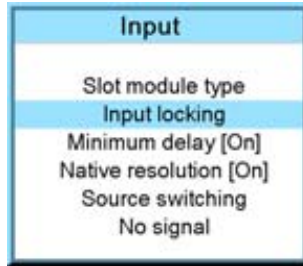 Input
Slot module type
Input locking
Minimum delay [On]
Native resolution [On]
Source switching
No signal